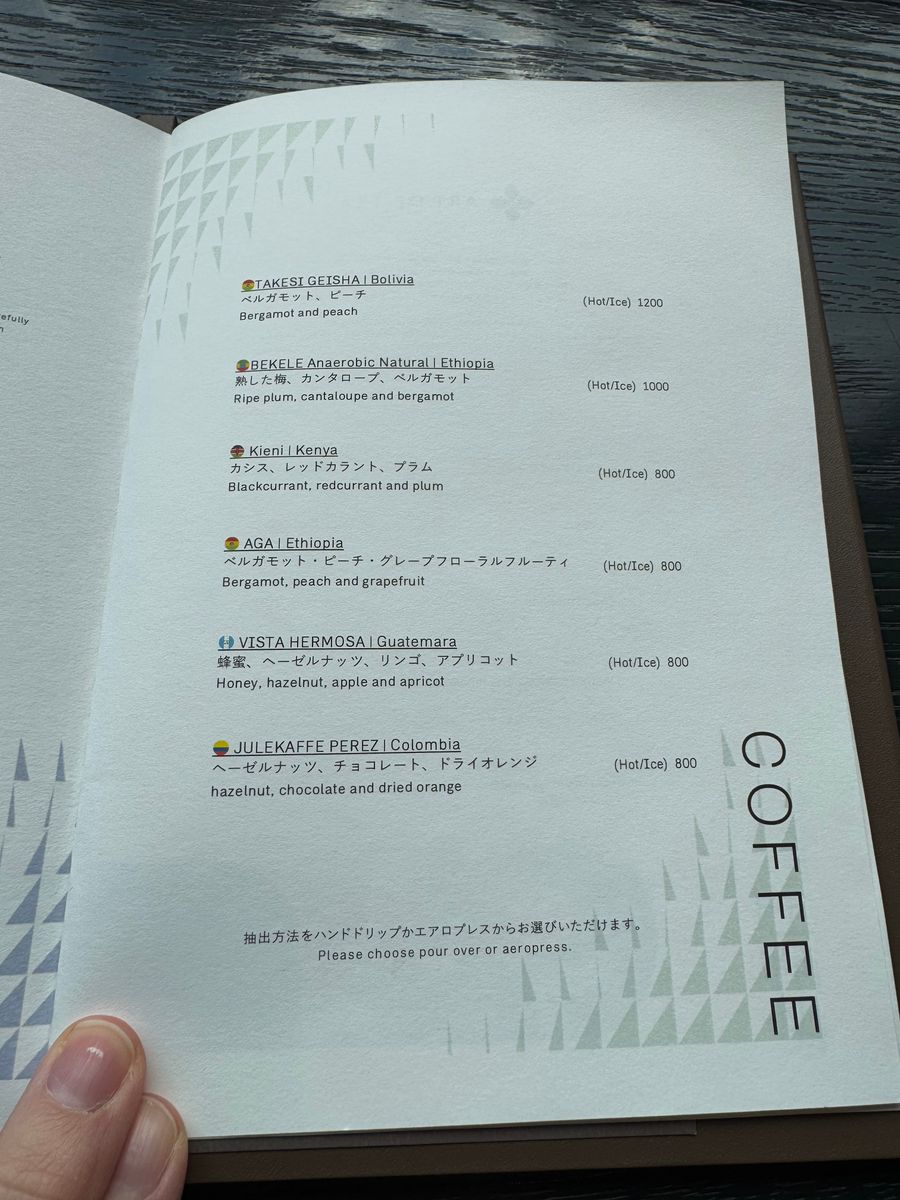 efully
TAKESI GEISHA | Bolivia
ベルガモット、ピーチ
Bergamot and peach
(Hot/Ice) 1200
BEKELE Anaerobic Natural | Ethiopia
熟した梅、カンタロープ、ベルガモット
Ripe plum, cantaloupe and bergamot
(Hot/Ice) 1000
Kieni | Kenya
カシス、レッドカラント、プラム
Blackcurrant, redcurrant and plum
(Hot/Ice) 800
AGA | Ethiopia
ベルガモット・ピーチ・グレープフローラルフルーティ
Bergamot, peach and grapefruit
(Hot/Ice) 800
VISTA HERMOSA | Guatemara
蜂蜜、ヘーゼルナッツ、リンゴ、アプリコット
Honey, hazelnut, apple and apricot
(Hot/Ice) 800
JULEKAFFE PEREZ | Colombia
ヘーゼルナッツ、チョコレート、ドライオレンジ
hazelnut, chocolate and dried orange
(Hot/Ice) 800
COFFEE
抽出方法をハンドドリップかエアロプレスからお選びいただけます。
Please choose pour over or aeropress.